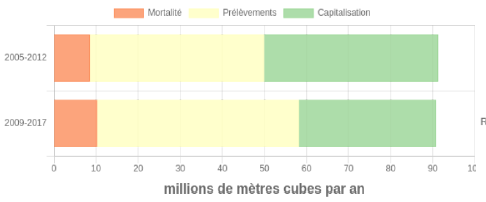 Mortalité Prélèvements Capitalisation
2005-2012
2009-2017
0 10 20 30 40 50 60 70 80 90
millions de mètres cubes par an